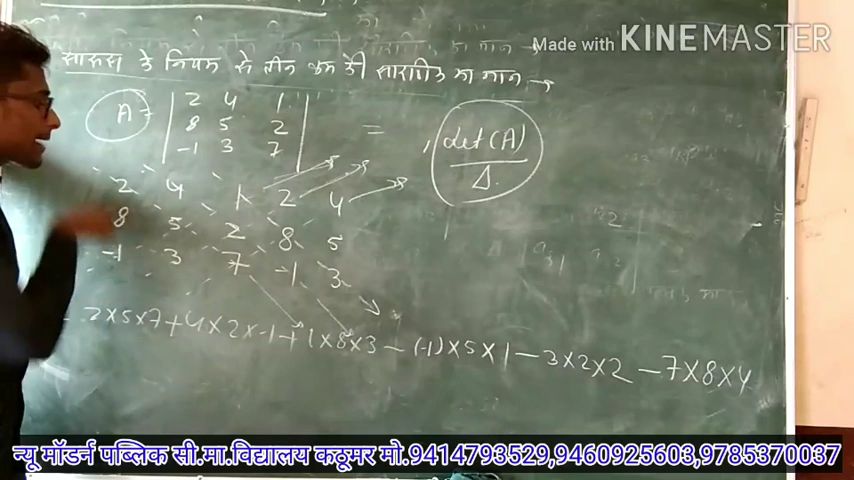 Made with KINEMASTER
सारूस के नियम से तीन क्रम की सारणिक का मान →
A = | 2 4 1 |
| 8 5 2 | = , det(A)
| -1 3 7 | Δ.
2 4 1 2 4
8 5 2 8 5
-1 3 7 -1 3
2×5×7+4×2×-1+1×8×3-(-1)×5×1-3×2×2-7×8×4
न्यू मॉडर्न पब्लिक सी.मा.विद्यालय कठूमर मो.9414793529,9460925603,9785370037